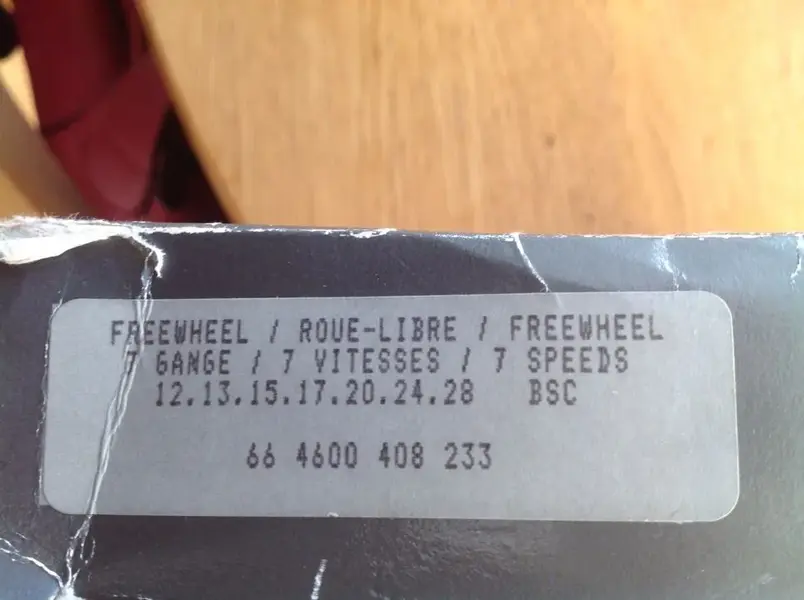 FREEWHEEL / ROUE-LIBRE / FREEWHEEL
7 GANGE / 7 VITESSES / 7 SPEEDS
12.13.15.17.20.24.28 BSC
66 4600 408 233